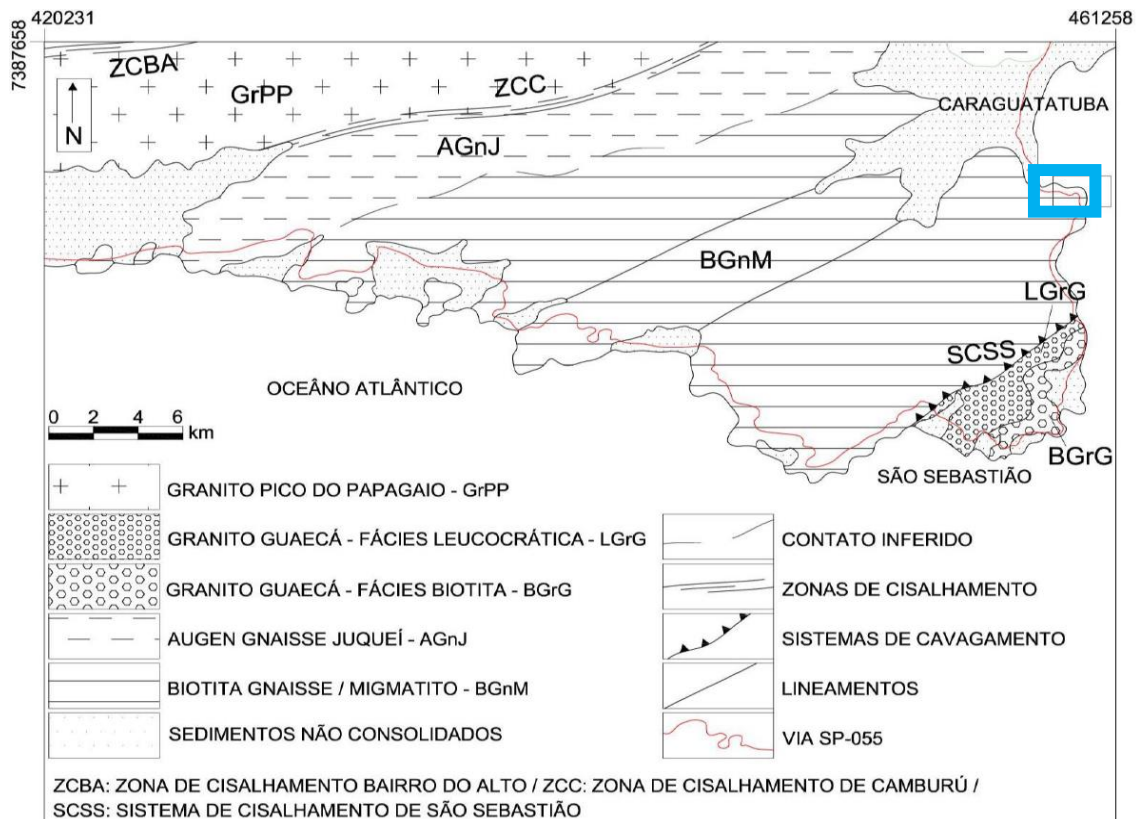 420231
461258
7387658
ZCBA
GrPP
ZCC
CARAGUATATUBA
N
AGnJ
BGnM
LGrG
SCSS
OCEÂNO ATLÂNTICO
0 2 4 6
km
BGrG
SÃO SEBASTIÃO
GRANITO PICO DO PAPAGAIO - GrPP
GRANITO GUAECÁ - FÁCIES LEUCOCRÁTICA - LGrG
GRANITO GUAECÁ - FÁCIES BIOTITA - BGrG
AUGEN GNAISSE JUQUEÍ - AGnJ
BIOTITA GNAISSE / MIGMATITO - BGnM
SEDIMENTOS NÃO CONSOLIDADOS
CONTATO INFERIDO
ZONAS DE CISALHAMENTO
SISTEMAS DE CAVAGAMENTO
LINEAMENTOS
VIA SP-055
ZCBA: ZONA DE CISALHAMENTO BAIRRO DO ALTO / ZCC: ZONA DE CISALHAMENTO DE CAMBURÚ /
SCSS: SISTEMA DE CISALHAMENTO DE SÃO SEBASTIÃO